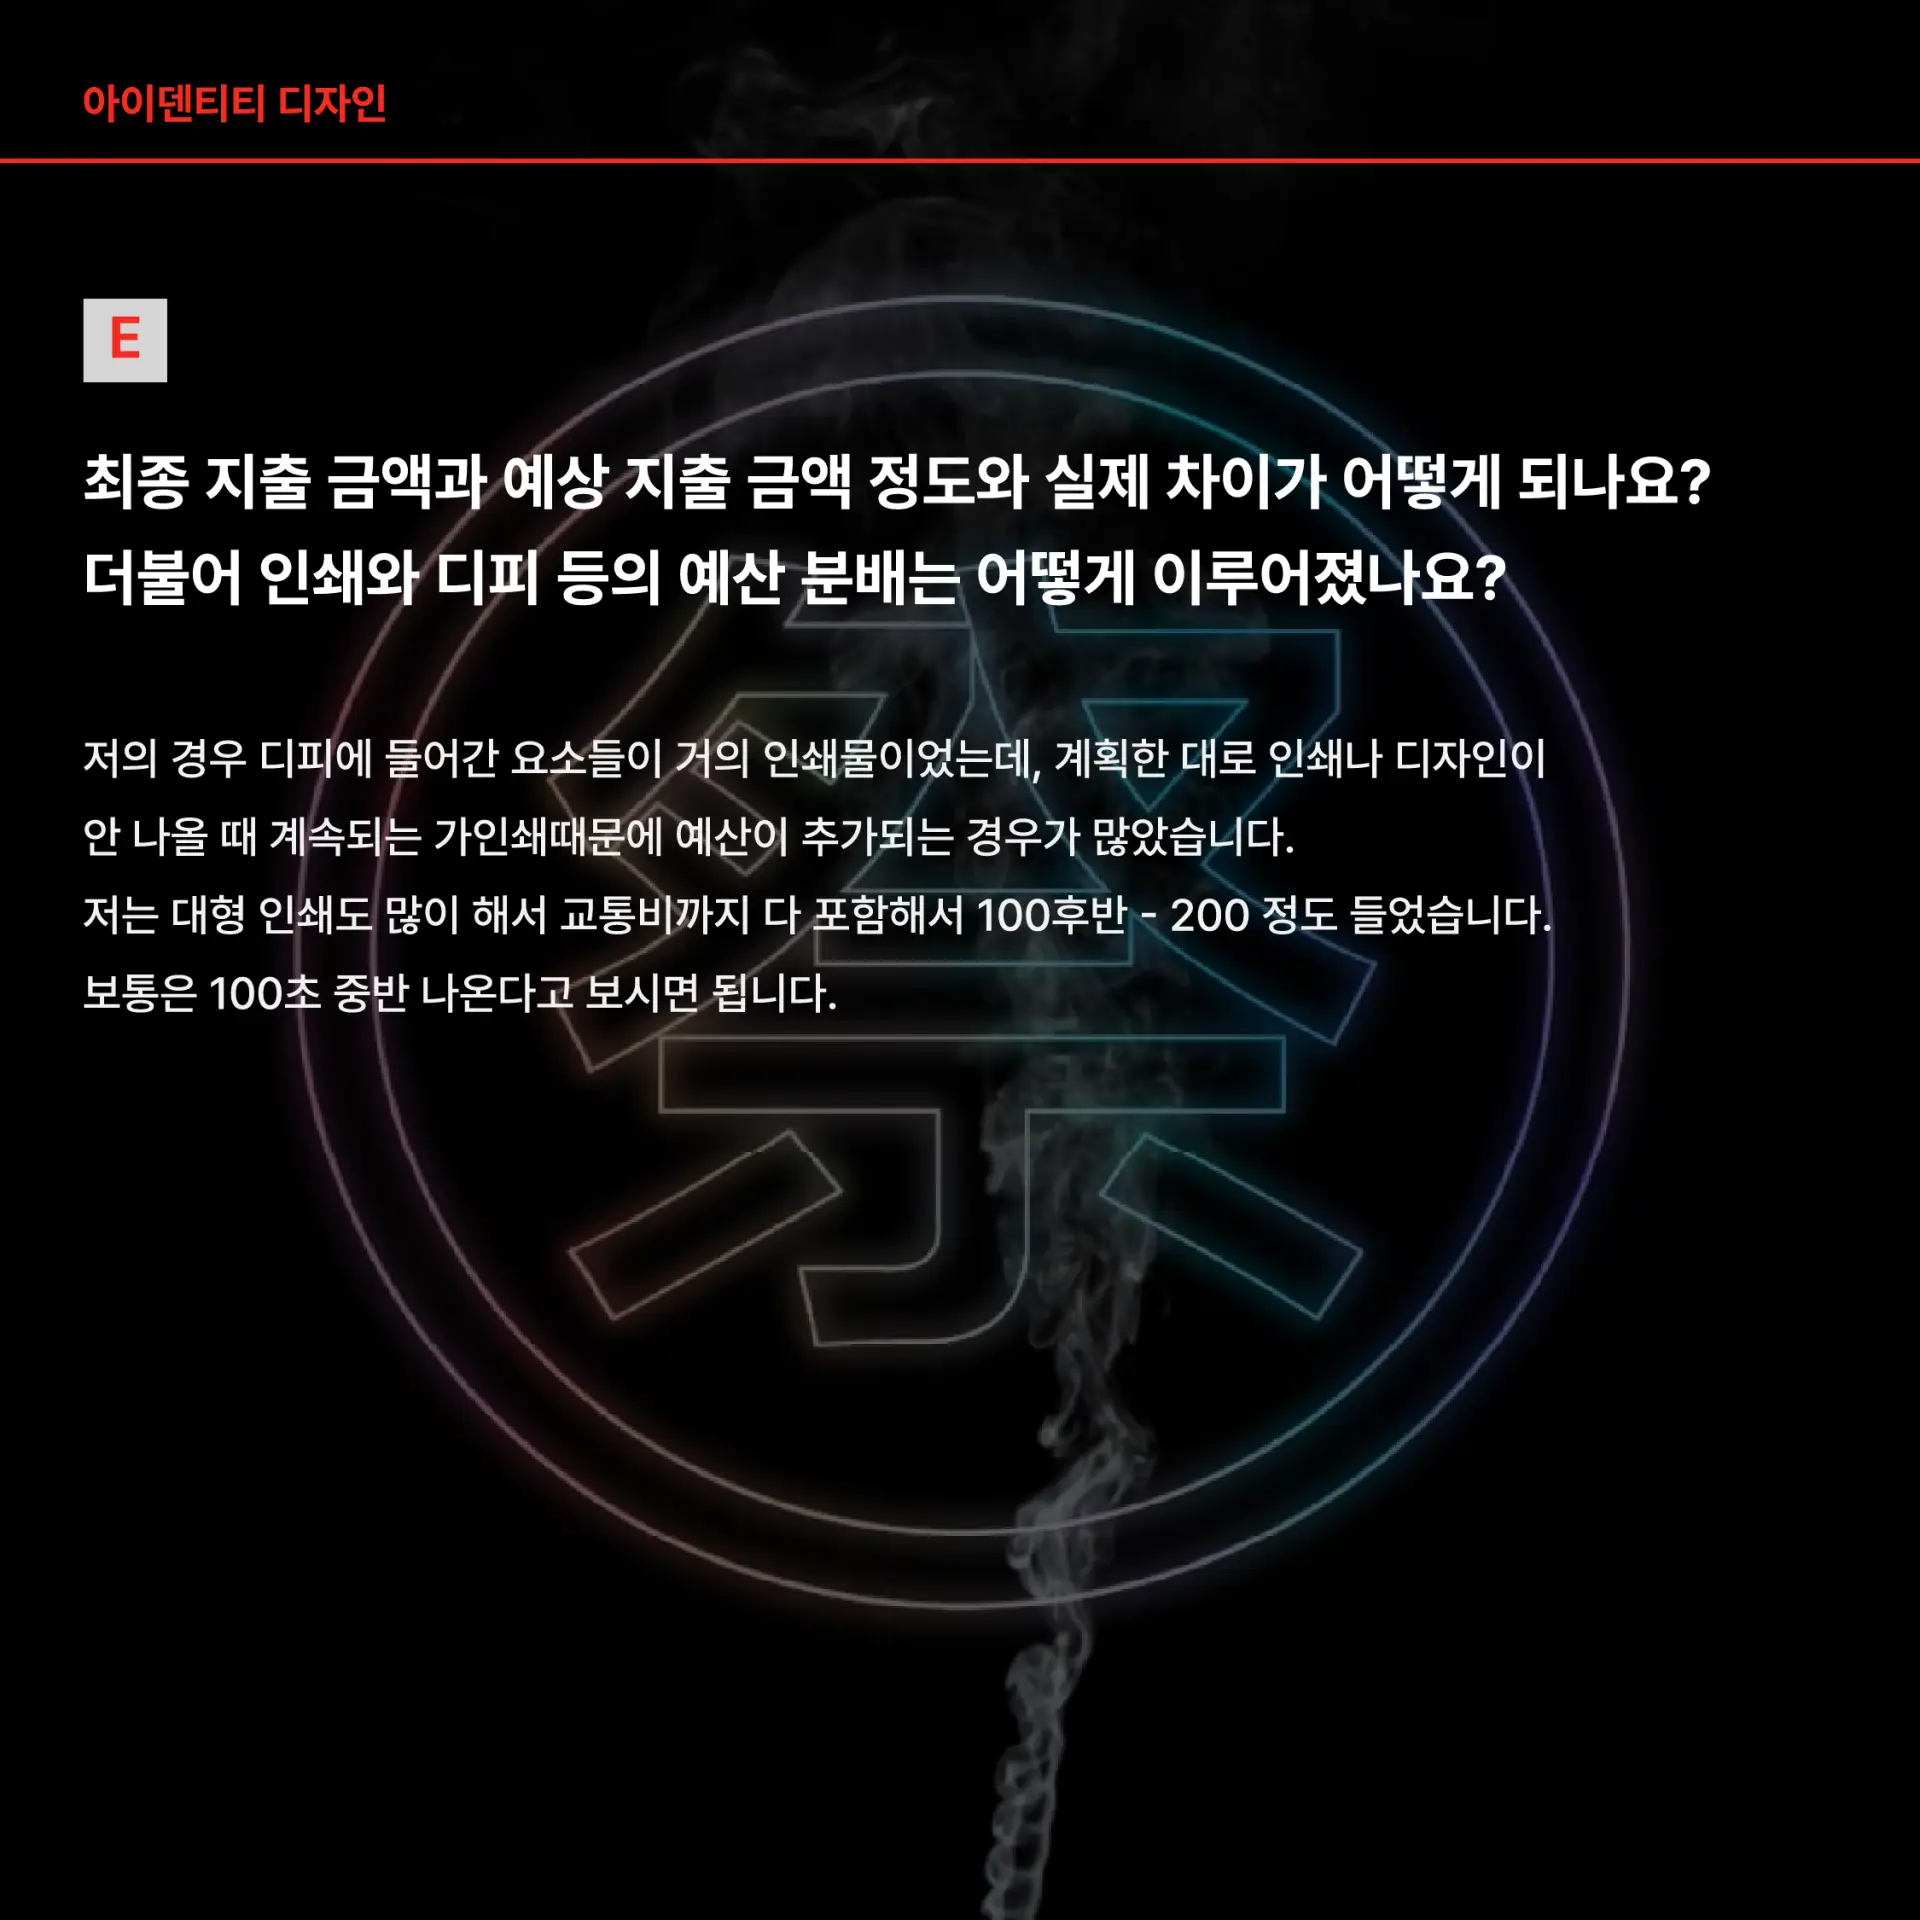 아이덴티티 디자인
E
최종 지출 금액과 예상 지출 금액 정도와 실제 차이가 어떻게 되나요?
더불어 인쇄와 디피 등의 예산 분배는 어떻게 이루어졌나요?
저의 경우 디피에 들어간 요소들이 거의 인쇄물이었는데, 계획한 대로 인쇄나 디자인이
안 나올 때 계속되는 가인쇄때문에 예산이 추가되는 경우가 많았습니다.
저는 대형 인쇄도 많이 해서 교통비까지 다 포함해서 100후반 - 200 정도 들었습니다.
보통은 100초 중반 나온다고 보시면 됩니다.
祭